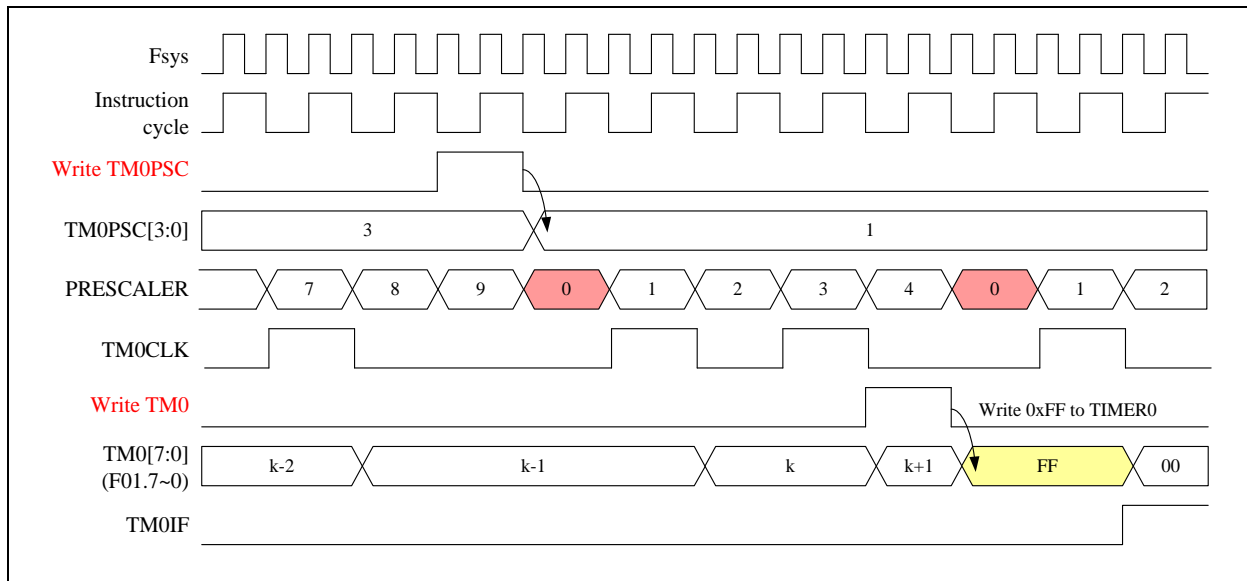 Fsys
Instruction
cycle
Write TM0PSC
TM0PSC[3:0]
3
1
PRESCALER
7
8
9
0
1
2
3
4
0
1
2
TM0CLK
Write TM0
Write 0xFF to TIMER0
TM0[7:0]
(F01.7~0)
k-2
k-1
k
k+1
FF
00
TM0IF